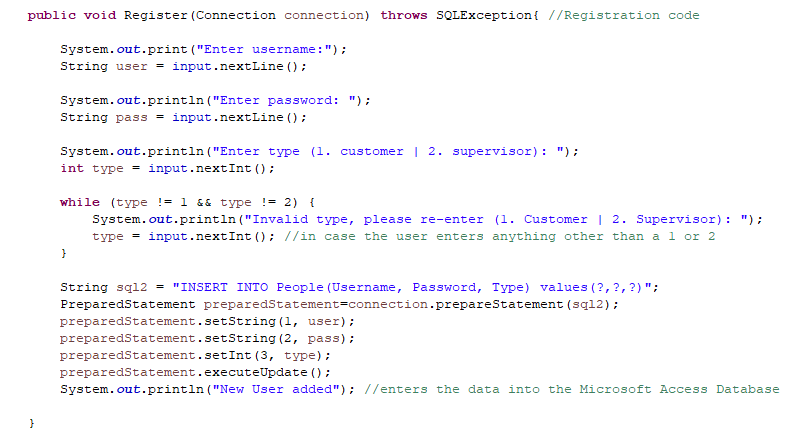 public void Register(Connection connection) throws SQLException{ //Registration code
System.out.print("Enter username:");
String user = input.nextLine();
System.out.println("Enter password: ");
String pass = input.nextLine();
System.out.println("Enter type (1. customer | 2. supervisor): ");
int type = input.nextInt();
while (type != 1 && type != 2) {
System.out.println("Invalid type, please re-enter (1. Customer | 2. Supervisor): ");
type = input.nextInt(); //in case the user enters anything other than a 1 or 2
}
String sql2 = "INSERT INTO People(Username, Password, Type) values(?,?,?)";
PreparedStatement preparedStatement=connection.prepareStatement(sql2);
preparedStatement.setString(1, user);
preparedStatement.setString(2, pass);
preparedStatement.setInt(3, type);
preparedStatement.executeUpdate();
System.out.println("New User added"); //enters the data into the Microsoft Access Database
}